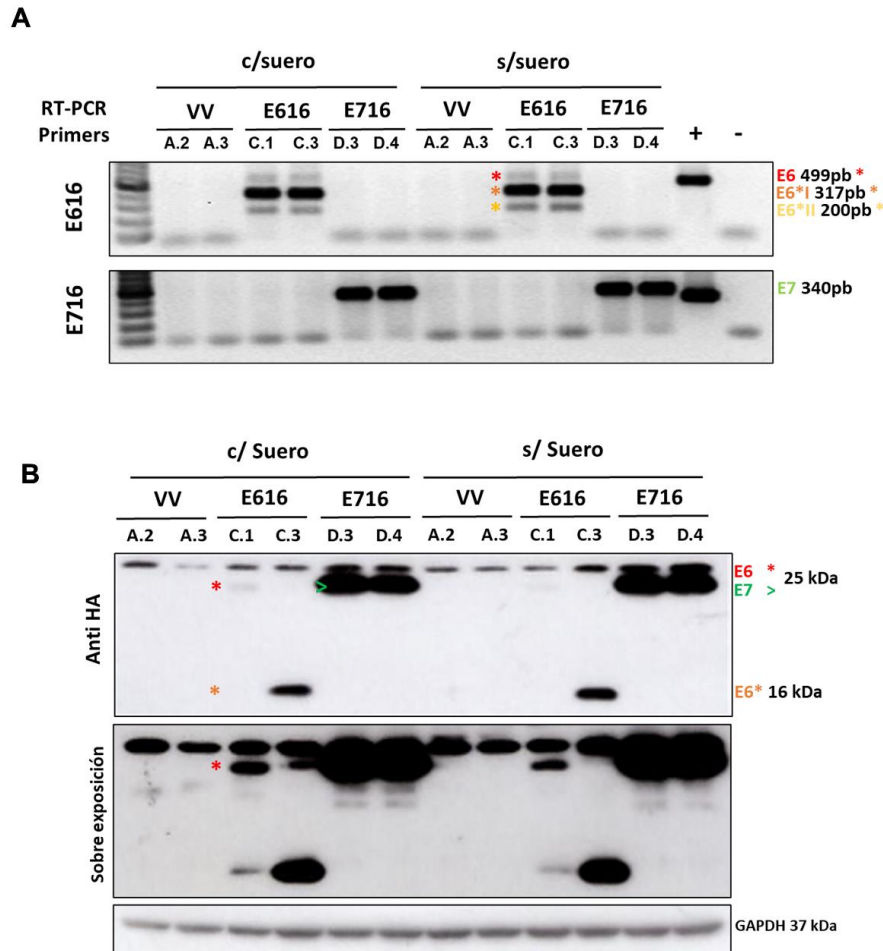 A
c/suero s/suero
RT-PCR VV E616 E716 VV E616 E716
Primers A.2 A.3 C.1 C.3 D.3 D.4 A.2 A.3 C.1 C.3 D.3 D.4 + -
E616
* E6 499pb *
* E6*I 317pb *
* E6*II 200pb *
E716
E7 340pb
B
c/ Suero s/ Suero
VV E616 E716 VV E616 E716
A.2 A.3 C.1 C.3 D.3 D.4 A.2 A.3 C.1 C.3 D.3 D.4
Anti HA
* > E6 * 25 kDa
E7 >
* E6* 16 kDa
Sobre exposición
*
GAPDH 37 kDa